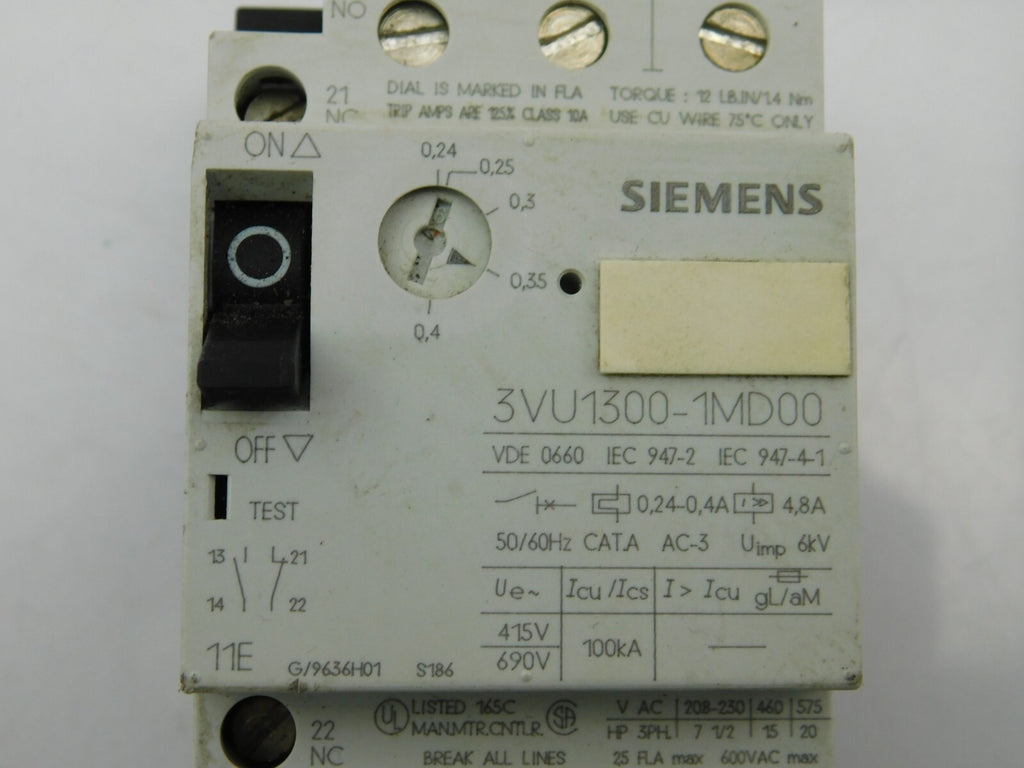 NO
21
NC
DIAL IS MARKED IN FLA
TRIP AMPS ARE 125% CLASS 10A
TORQUE : 12 LB.IN/1.4 Nm
USE CU WIRE 75°C ONLY
ON △
0,24
0,25
0,3
0,35
0,4
SIEMENS
OFF ▽
TEST
13 21
14 22
11E
G/9636H01 S186
3VU1300-1MD00
VDE 0660 IEC 947-2 IEC 947-4-1
0,24-0,4A I >> 4,8A
50/60Hz CAT.A AC-3 Uimp 6kV
Ue~ Icu/Ics I > Icu gL/aM
415V
690V
100kA
22
NC
UL LISTED 165C
MAN.MTR.CNTLR.
BREAK ALL LINES
V AC 208-230 460 575
HP 3PH. 7 1/2 15 20
25 FLA max 600VAC max